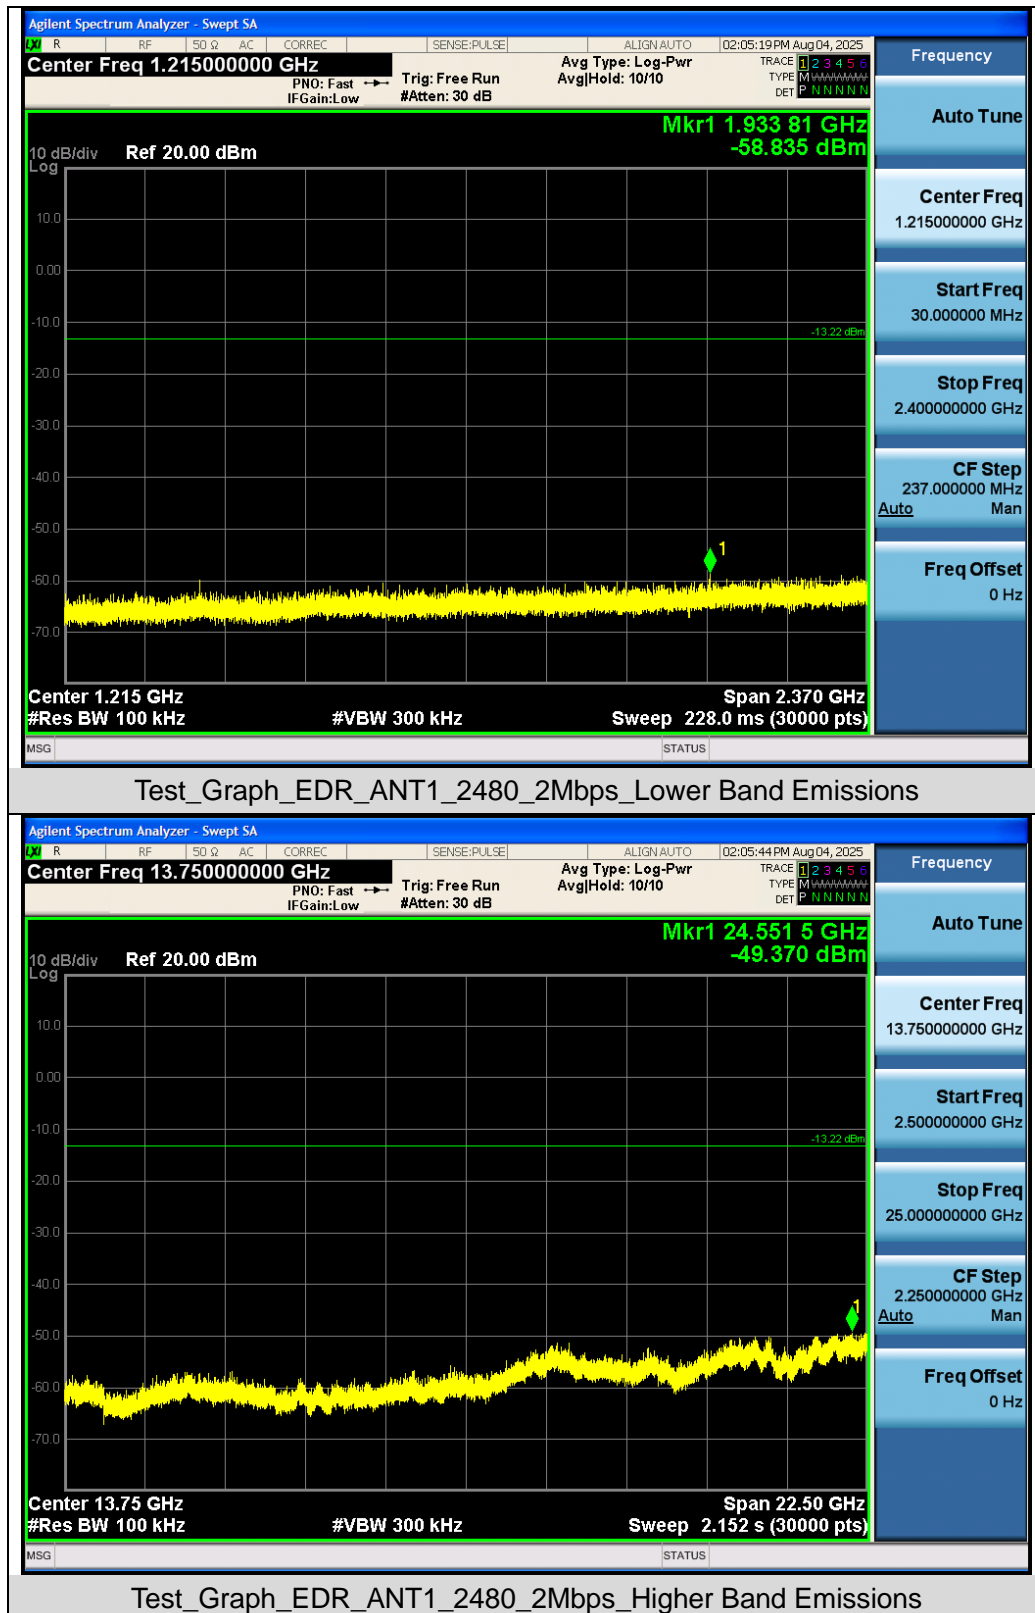 Agilent Spectrum Analyzer - Swept SA
LXI R RF 50 Ω AC CORREC SENSE:PULSE ALIGN AUTO 02:05:19 PM Aug 04, 2025
Center Freq 1.215000000 GHz
PNO: Fast
IFGain:Low
Trig: Free Run
#Atten: 30 dB
Avg Type: Log-Pwr
Avg|Hold: 10/10
TRACE 1 2 3 4 5 6
TYPE M
DET P N N N N N
Mkr1 1.933 81 GHz
-58.835 dBm
10 dB/div Ref 20.00 dBm
Log
10.0
0.00
-10.0
-13.22 dBm
-20.0
-30.0
-40.0
-50.0
1
-60.0
-70.0
Center 1.215 GHz Span 2.370 GHz
#Res BW 100 kHz #VBW 300 kHz Sweep 228.0 ms (30000 pts)
MSG STATUS
Frequency
Auto Tune
Center Freq
1.215000000 GHz
Start Freq
30.000000 MHz
Stop Freq
2.400000000 GHz
CF Step
237.000000 MHz
Auto Man
Freq Offset
0 Hz
Test_Graph_EDR_ANT1_2480_2Mbps_Lower Band Emissions
Agilent Spectrum Analyzer - Swept SA
LXI R RF 50 Ω AC CORREC SENSE:PULSE ALIGN AUTO 02:05:44 PM Aug 04, 2025
Center Freq 13.750000000 GHz
PNO: Fast
IFGain:Low
Trig: Free Run
#Atten: 30 dB
Avg Type: Log-Pwr
Avg|Hold: 10/10
TRACE 1 2 3 4 5 6
TYPE M
DET P N N N N N
Mkr1 24.551 5 GHz
-49.370 dBm
10 dB/div Ref 20.00 dBm
Log
10.0
0.00
-10.0
-13.22 dBm
-20.0
-30.0
-40.0
1
-50.0
-60.0
-70.0
Center 13.75 GHz Span 22.50 GHz
#Res BW 100 kHz #VBW 300 kHz Sweep 2.152 s (30000 pts)
MSG STATUS
Frequency
Auto Tune
Center Freq
13.750000000 GHz
Start Freq
2.500000000 GHz
Stop Freq
25.000000000 GHz
CF Step
2.250000000 GHz
Auto Man
Freq Offset
0 Hz
Test_Graph_EDR_ANT1_2480_2Mbps_Higher Band Emissions